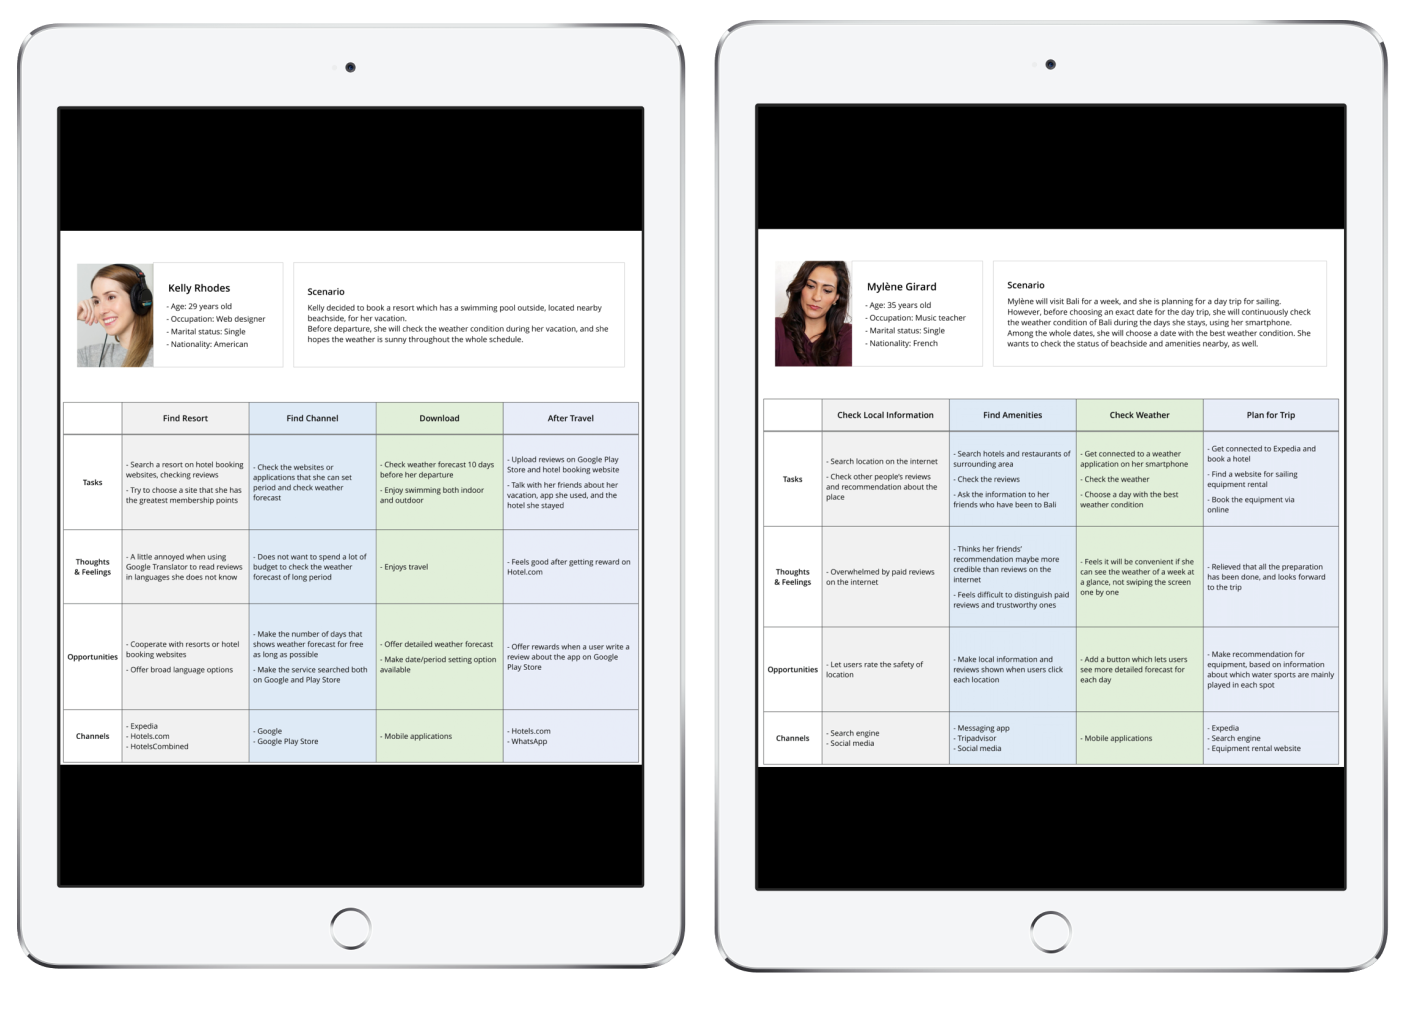 Kelly Rhodes
- Age: 29 years old
- Occupation: Web designer
- Marital status: Single
- Nationality: American
Scenario
Kelly decided to book a resort which has a swimming pool outside, located nearby
beachside, for her vacation.
Before departure, she will check the weather condition during her vacation, and she
hopes the weather is sunny throughout the whole schedule.
Find Resort
Find Channel
Download
After Travel
Tasks
- Search a resort on hotel booking
websites, checking reviews
- Try to choose a site that she has
the greatest membership points
- Check the websites or
applications that she can set
period and check weather
forecast
- Check weather forecast 10 days
before her departure
- Enjoy swimming both indoor
and outdoor
- Upload reviews on Google Play
Store and hotel booking website
- Talk with her friends about her
vacation, app she used, and the
hotel she stayed
Thoughts
& Feelings
- A little annoyed when using
Google Translator to read reviews
in languages she does not know
- Does not want to spend a lot of
budget to check the weather
forecast of long period
- Enjoys travel
- Feels good after getting reward on
Hotel.com
Opportunities
- Cooperate with resorts or hotel
booking websites
- Offer broad language options
- Make the number of days that
shows weather forecast for free
as long as possible
- Make the service searched both
on Google and Play Store
- Offer detailed weather forecast
- Make date/period setting option
available
- Offer rewards when a user write a
review about the app on Google
Play Store
Channels
- Expedia
- Hotels.com
- HotelsCombined
- Google
- Google Play Store
- Mobile applications
- Hotels.com
- WhatsApp
Mylène Girard
- Age: 35 years old
- Occupation: Music teacher
- Marital status: Single
- Nationality: French
Scenario
Mylène will visit Bali for a week, and she is planning for a day trip for sailing.
However, before choosing an exact date for the day trip, she will continuously check
the weather condition of Bali during the days she stays, using her smartphone.
Among the whole dates, she will choose a date with the best weather condition. She
wants to check the status of beachside and amenities nearby, as well.
Check Local Information
Find Amenities
Check Weather
Plan for Trip
Tasks
- Search location on the internet
- Check other people's reviews
and recommendation about the
place
- Search hotels and restaurants of
surrounding area
- Check the reviews
- Ask the information to her
friends who have been to Bali
- Get connected to a weather
application on her smartphone
- Check the weather
- Choose a day with the best
weather condition
- Get connected to Expedia and
book a hotel
- Find a website for sailing
equipment rental
- Book the equipment via
online
Thoughts
& Feelings
- Overwhelmed by paid reviews
on the internet
- Thinks her friends'
recommendation maybe more
credible than reviews on the
internet
- Feels difficult to distinguish paid
reviews and trustworthy ones
- Feels it will be convenient if she
can see the weather of a week at
a glance, not swiping the screen
one by one
- Relieved that all the preparation
has been done, and looks forward
to the trip
Opportunities
- Let users rate the safety of
location
- Make local information and
reviews shown when users click
each location
- Add a button which lets users
see more detailed forecast for
each day
- Make recommendation for
equipment, based on information
about which water sports are mainly
played in each spot
Channels
- Search engine
- Social media
- Messaging app
- Tripadvisor
- Social media
- Mobile applications
- Expedia
- Search engine
- Equipment rental website